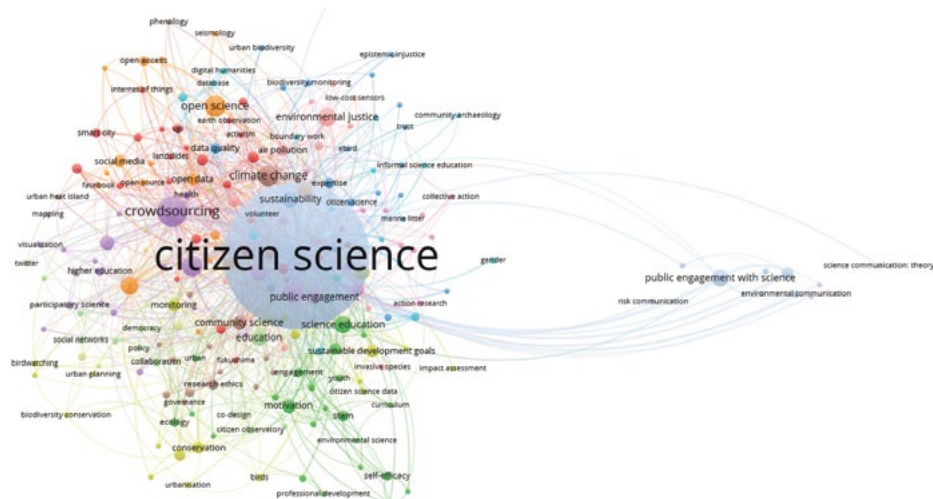 phenology
seismology
urban biodiversity
epistemic injustice
open access
digital humanities
database
biodiversity monitoring
internet of things
low-cost sensors
open science
environmental justice
community archaeology
earth observation
activism
boundary work
trust
smart city
data quality
air pollution
ebird
social media
landslides
informal science education
facebook
open source
open data
climate change
expertise
urban heat island
health
sustainability
citizen-science
collective action
mapping
crowdsourcing
volunteer
marine litter
visualization
citizen science
twitter
higher education
gender
public engagement with science
science communication: theory
participatory science
monitoring
public engagement
action research
risk communication
environmental communication
democracy
community science
science education
social networks
education
policy
birdwatching
collaboration
urban
fukushima
sustainable development goals
urban planning
invasive species
impact assessment
research ethics
engagement
youth
citizen science data
governance
motivation
curriculum
biodiversity conservation
co-design
stem
ecology
citizen observatory
environmental science
conservation
birds
self-efficacy
urbanisation
professional development